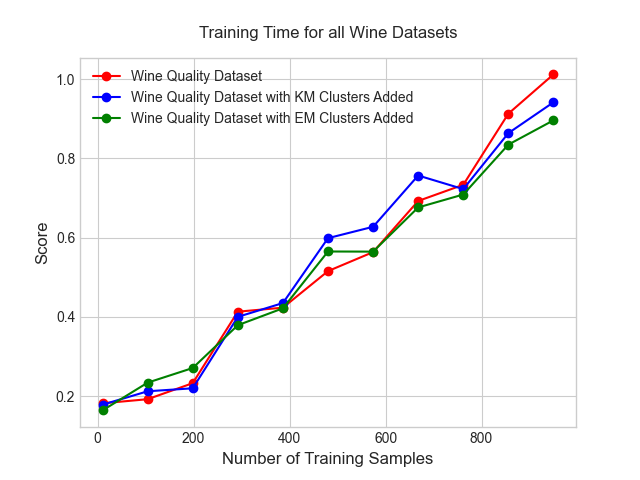 Training Time for all Wine Datasets
Wine Quality Dataset
Wine Quality Dataset with KM Clusters Added
Wine Quality Dataset with EM Clusters Added
1.0
0.8
0.6
0.4
0.2
Score
0 200 400 600 800
Number of Training Samples